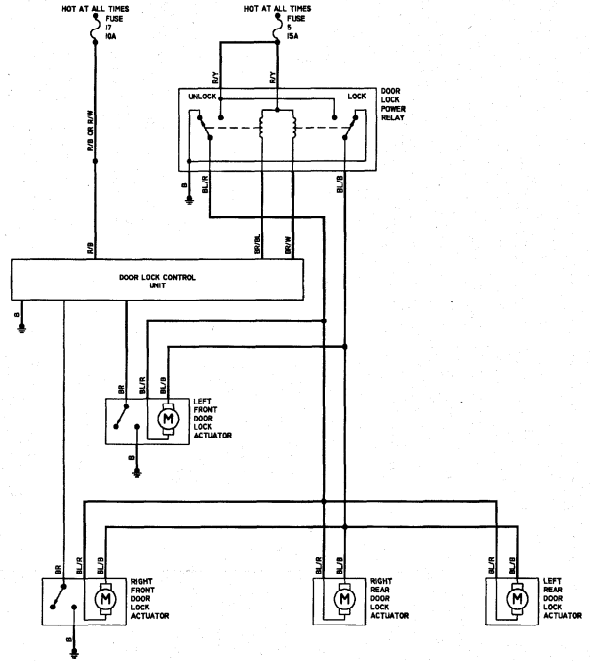 HOT AT ALL TIMES
FUSE
17
10A
HOT AT ALL TIMES
FUSE
5
15A
R/Y
R/Y
R/B OR R/W
UNLOCK
LOCK
DOOR
LOCK
POWER
RELAY
B
BL/R
BL/B
R/B
BR/BL
BR/W
DOOR LOCK CONTROL
UNIT
B
BR
BL/R
BL/B
LEFT
FRONT
DOOR
LOCK
ACTUATOR
M
B
BR
BL/R
BL/B
BL/R
BL/B
BL/R
BL/B
RIGHT
FRONT
DOOR
LOCK
ACTUATOR
M
RIGHT
REAR
DOOR
LOCK
ACTUATOR
M
LEFT
REAR
DOOR
LOCK
ACTUATOR
M
B